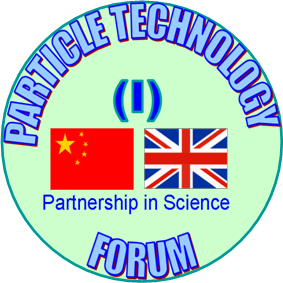 PARTICLE TECHNOLOGY
(I)
Partnership in Science
FORUM